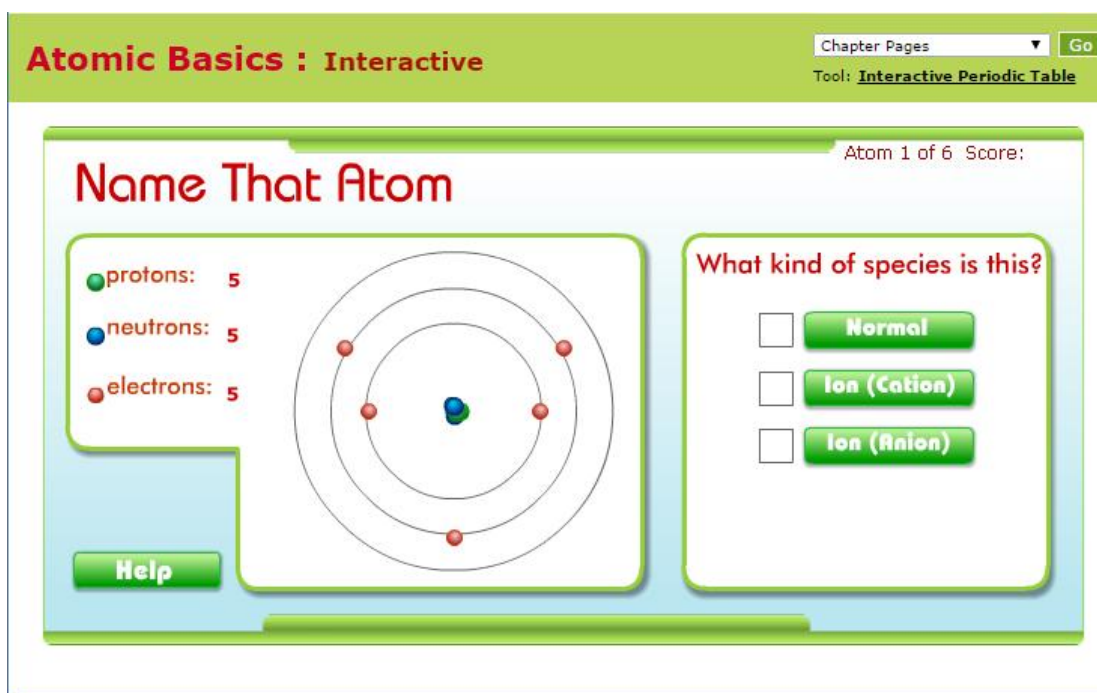 Atomic Basics : Interactive
Chapter Pages
Go
Tool: Interactive Periodic Table
Atom 1 of 6 Score:
Name That Atom
protons: 5
neutrons: 5
electrons: 5
Help
What kind of species is this?
Normal
Ion (Cation)
Ion (Anion)